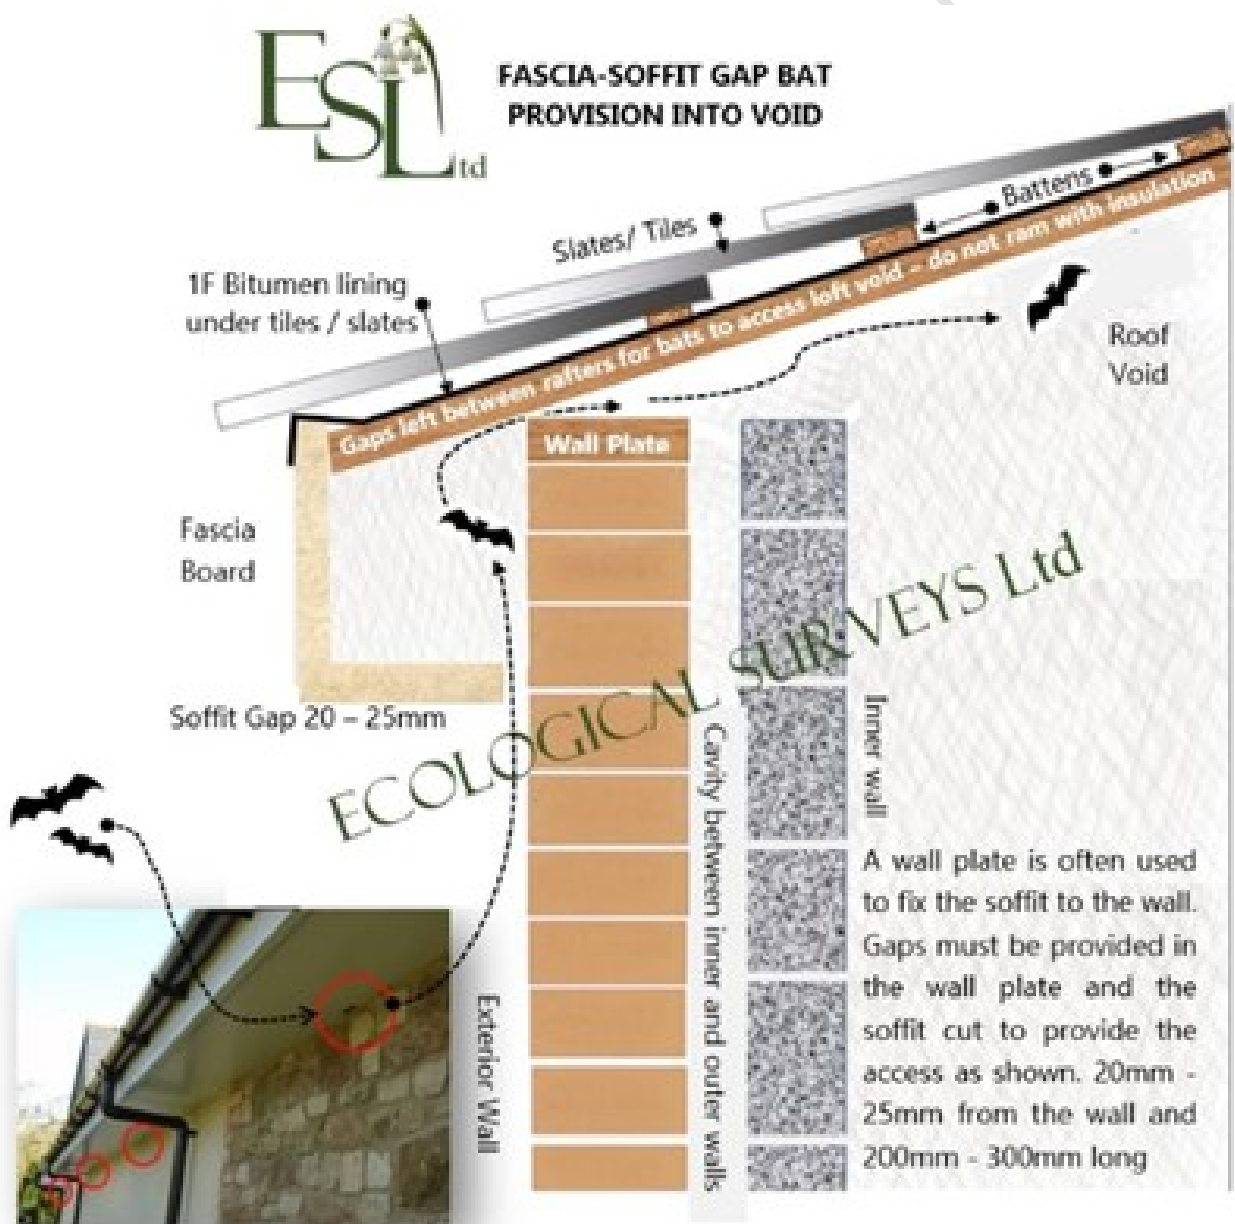 ESLtd
FASCIA-SOFFIT GAP BAT
PROVISION INTO VOID
Battens
Slates/ Tiles
1F Bitumen lining
under tiles / slates
Gaps left between rafters for bats to access loft void - do not ram with insulation
Roof
Void
Wall Plate
Fascia
Board
Soffit Gap 20 – 25mm
ECOLOGICAL SURVEYS Ltd
Inner wall
Cavity between inner and outer walls
Exterior Wall
A wall plate is often used
to fix the soffit to the wall.
Gaps must be provided in
the wall plate and the
soffit cut to provide the
access as shown. 20mm -
25mm from the wall and
200mm - 300mm long